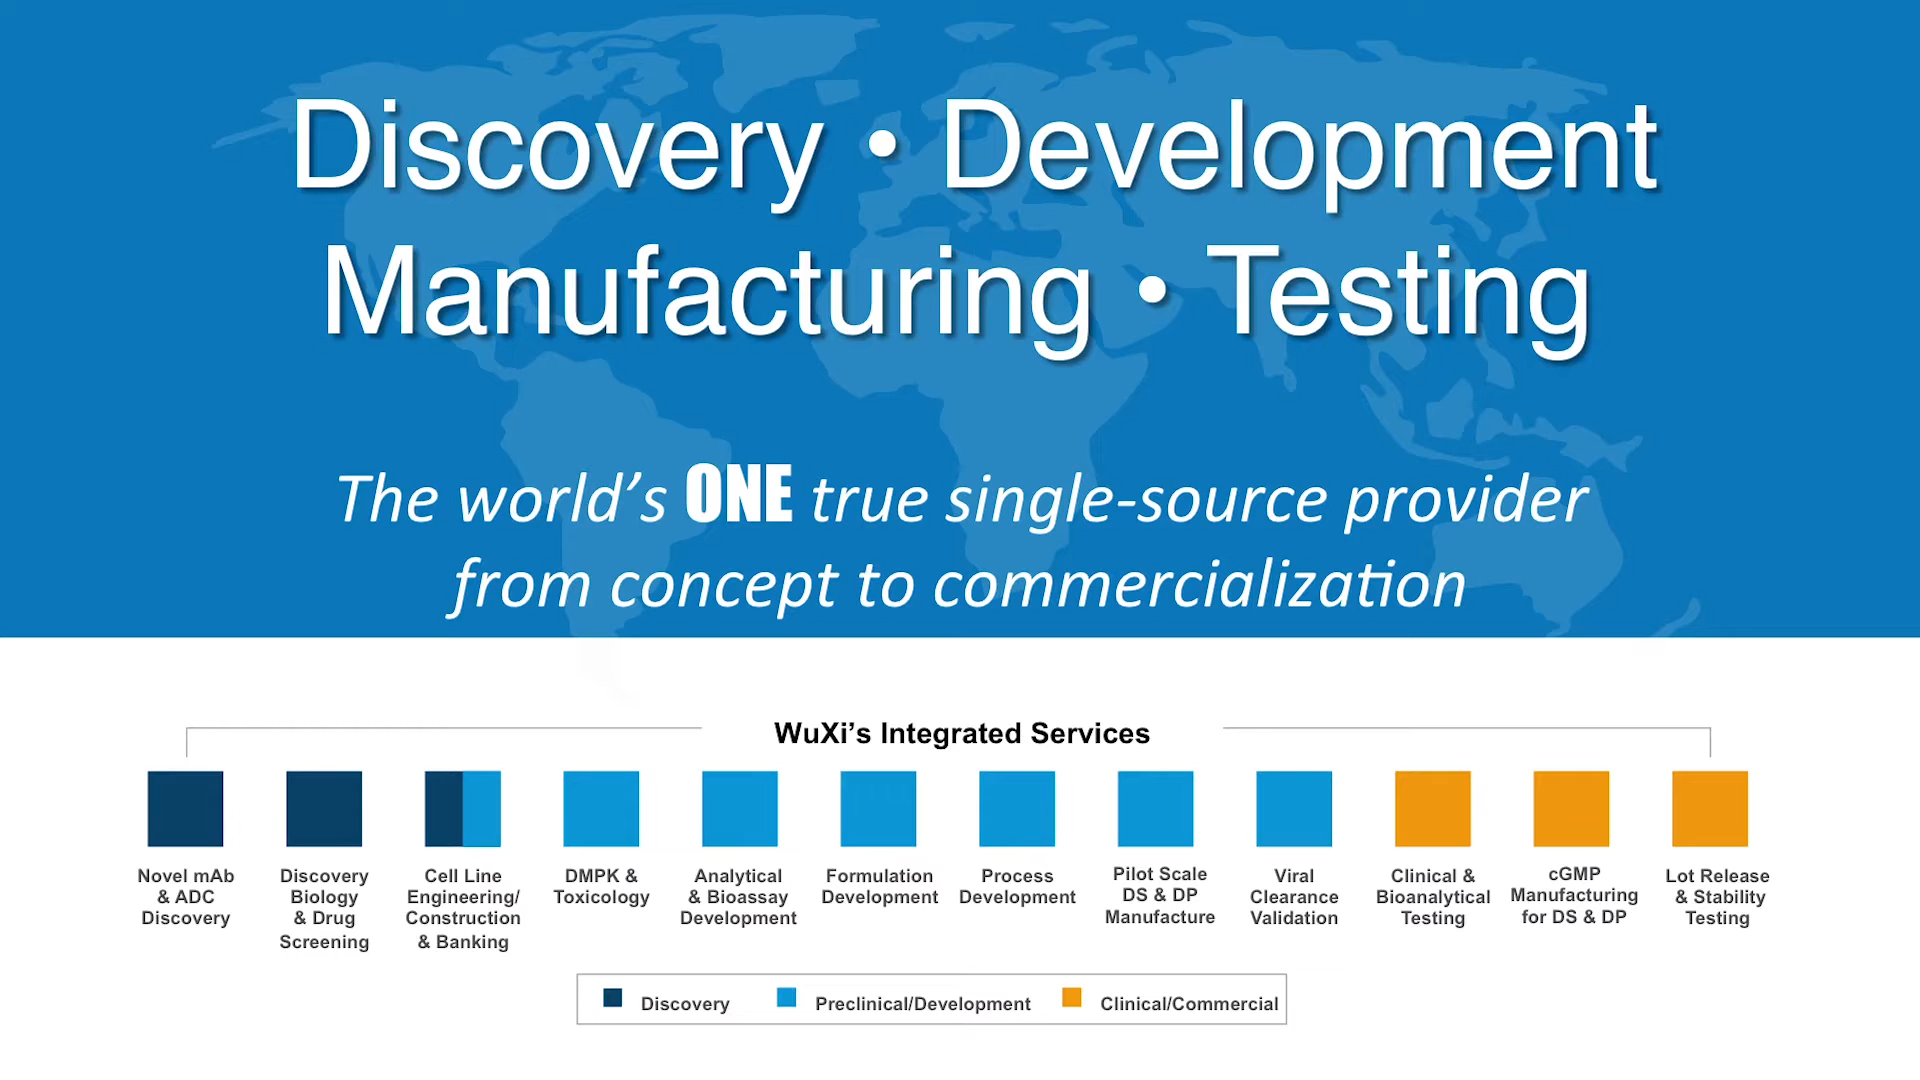 Discovery • Development
Manufacturing • Testing
The world’s ONE true single-source provider
from concept to commercialization
WuXi’s Integrated Services
Novel mAb
& ADC
Discovery
Discovery
Biology
& Drug
Screening
Cell Line
Engineering/
Construction
& Banking
DMPK &
Toxicology
Analytical
& Bioassay
Development
Formulation
Development
Process
Development
Pilot Scale
DS & DP
Manufacture
Viral
Clearance
Validation
Clinical &
Bioanalytical
Testing
cGMP
Manufacturing
for DS & DP
Lot Release
& Stability
Testing
Discovery
Preclinical/Development
Clinical/Commercial